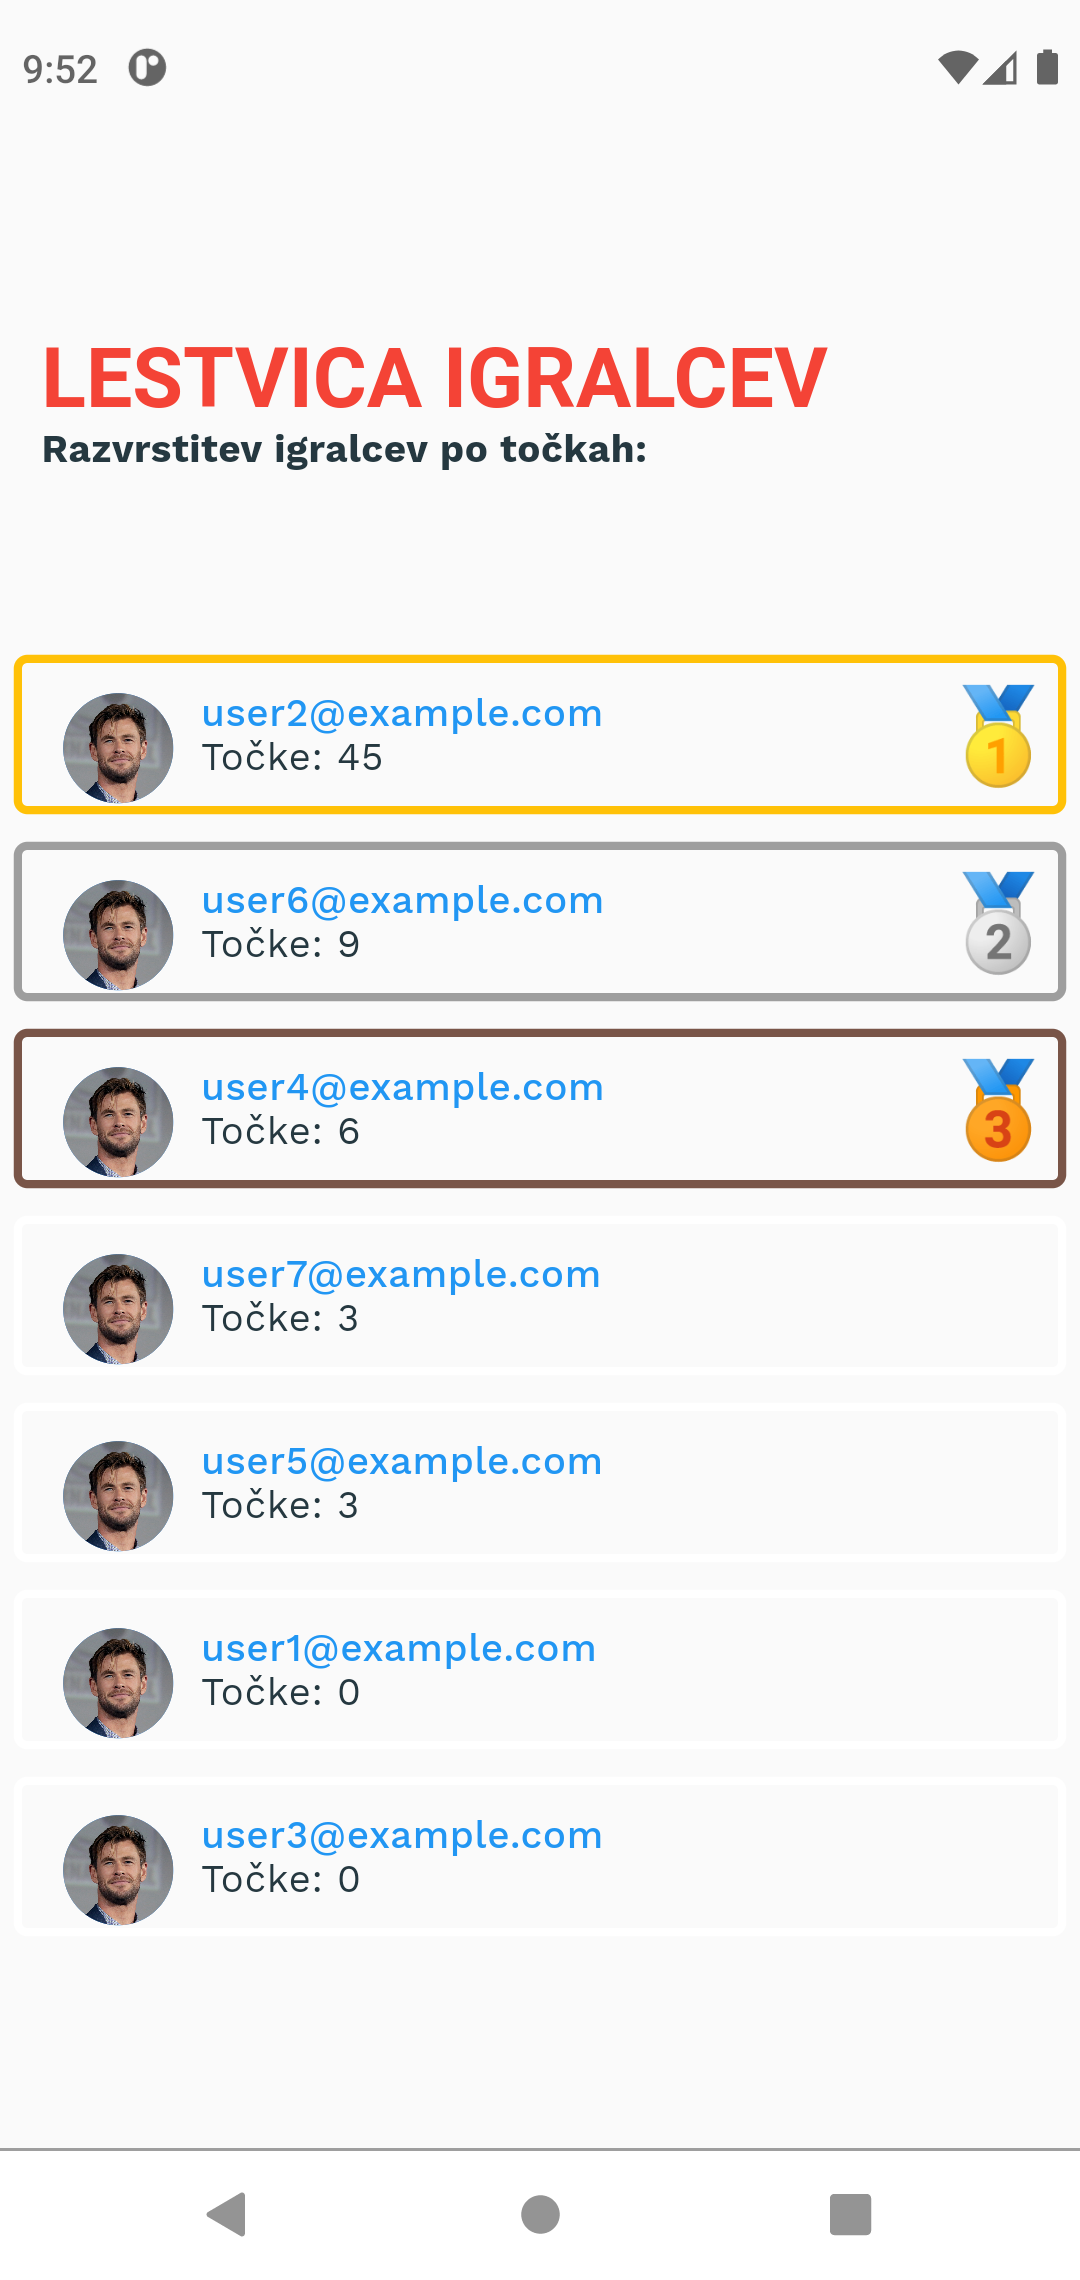 9:52
LESTVICA IGRALCEV
Razvrstitev igralcev po točkah:
user2@example.com
Točke: 45
1
user6@example.com
Točke: 9
2
user4@example.com
Točke: 6
3
user7@example.com
Točke: 3
user5@example.com
Točke: 3
user1@example.com
Točke: 0
user3@example.com
Točke: 0